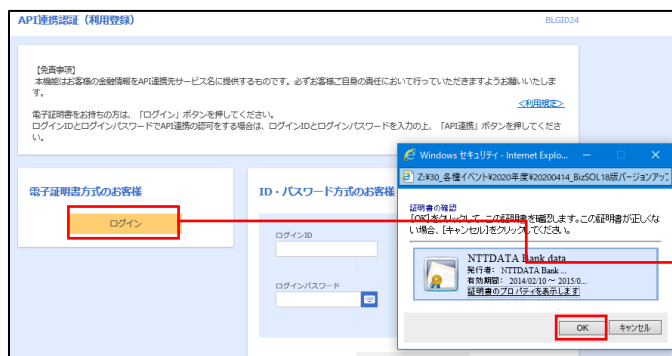 API連携認証（利用登録）
BLGI024
【免責事項】
本機能はお客様の金融情報をAPI連携先サービス名に提供するものです。必ずお客様ご自身の責任において行っていただきますようお願いいたしま
す。
<利用規定>
電子証明書をお持ちの方は、「ログイン」ボタンを押してください。
ログインIDとログインパスワードでAPI連携の認可をする場合は、ログインIDとログインパスワードを入力の上、「API連携」ボタンを押してくださ
い。
電子証明書方式のお客様
ログイン
ID・パスワード方式のお客様
ログインID
ログインパスワード
Windows セキュリティ - Internet Explo...
Z:¥30_各種イベント¥2020年度¥20200414_BizSOL18版バージョンアップ
証明書の確認
[OK]をクリックして、この証明書を確認します。この証明書が正しくな
い場合、[キャンセル]をクリックしてください。
NTTDATA Bank data
発行者: NTTDATA Bank ...
有効期間: 2014/02/10 ～ 2015/0...
証明書のプロパティを表示します
OK
キャンセル